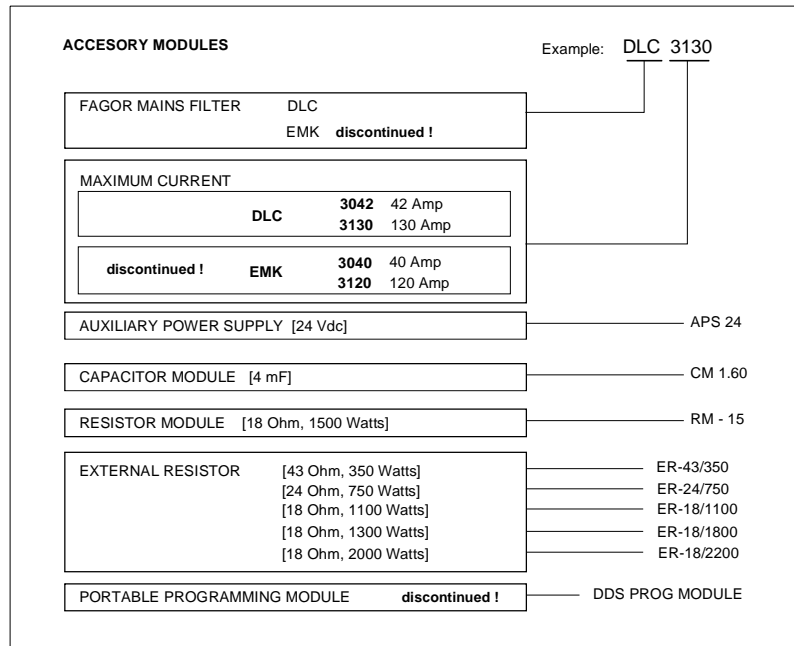 ACCESORY MODULES
Example: DLC 3130
FAGOR MAINS FILTER DLC
EMK discontinued !
MAXIMUM CURRENT
DLC 3042 42 Amp
3130 130 Amp
discontinued ! EMK 3040 40 Amp
3120 120 Amp
AUXILIARY POWER SUPPLY [24 Vdc] APS 24
CAPACITOR MODULE [4 mF] CM 1.60
RESISTOR MODULE [18 Ohm, 1500 Watts] RM - 15
EXTERNAL RESISTOR [43 Ohm, 350 Watts] ER-43/350
[24 Ohm, 750 Watts] ER-24/750
[18 Ohm, 1100 Watts] ER-18/1100
[18 Ohm, 1300 Watts] ER-18/1800
[18 Ohm, 2000 Watts] ER-18/2200
PORTABLE PROGRAMMING MODULE discontinued ! DDS PROG MODULE